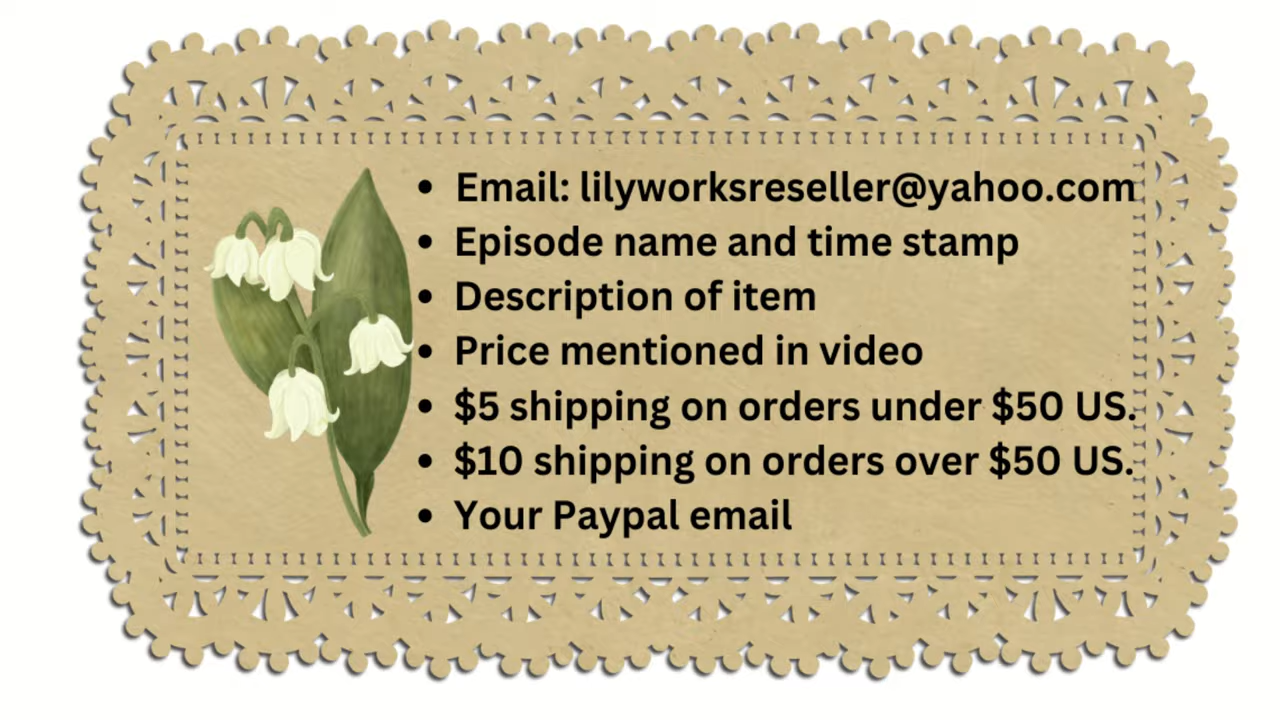 • Email: lilyworksreseller@yahoo.com
• Episode name and time stamp
• Description of item
• Price mentioned in video
• $5 shipping on orders under $50 US.
• $10 shipping on orders over $50 US.
• Your Paypal email